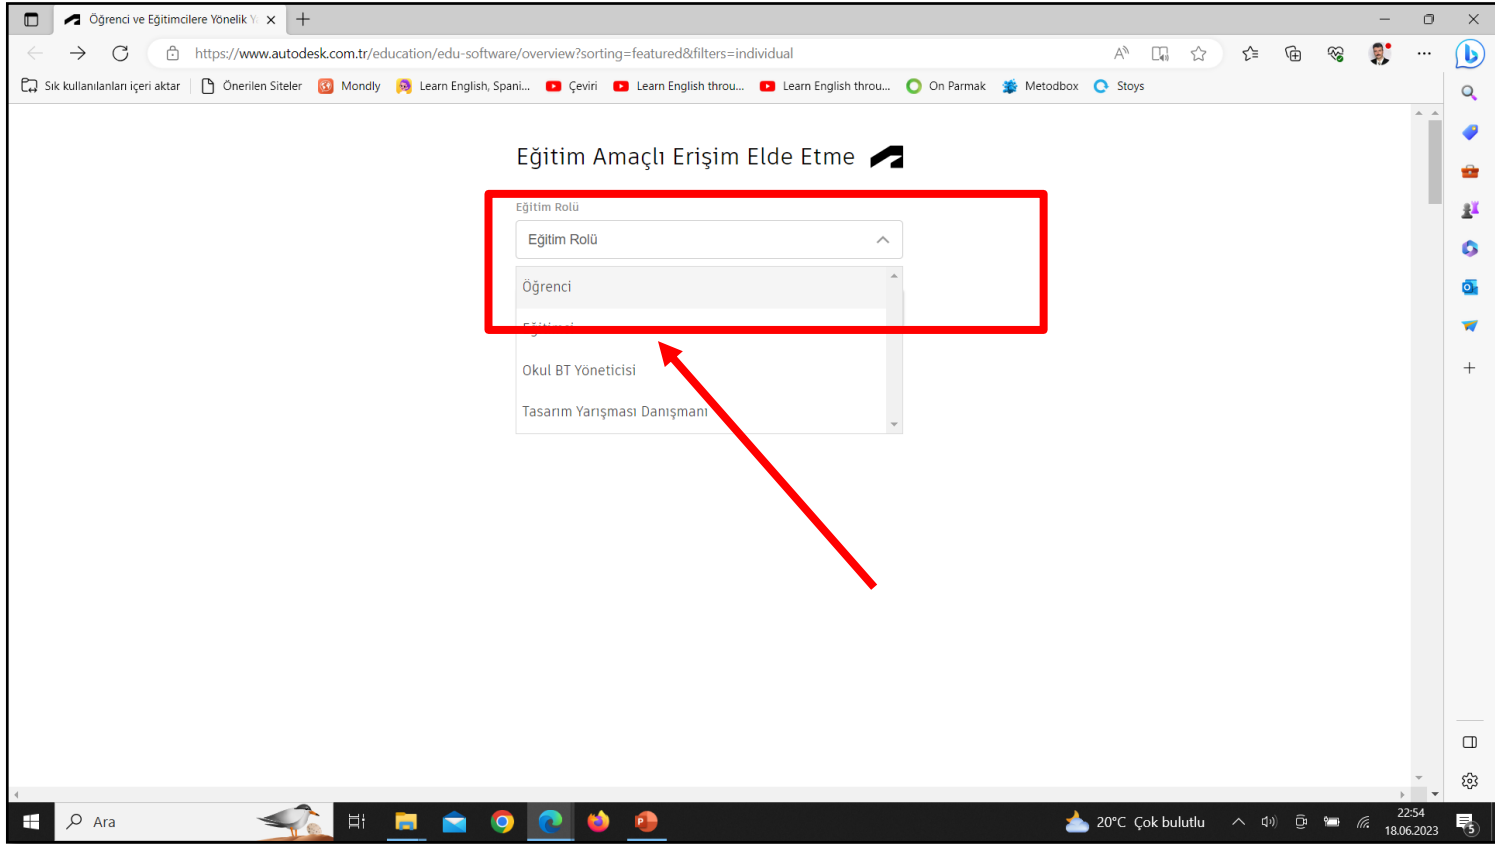 Öğrenci ve Eğitimcilere Yönelik Y
https://www.autodesk.com.tr/education/edu-software/overview?sorting=featured&filters=individual
Sık kullanılanları içeri aktar
Önerilen Siteler
Mondly
Learn English, Spani...
Çeviri
Learn English throu...
Learn English throu...
On Parmak
Metodbox
Stoys
Eğitim Amaçlı Erişim Elde Etme
Eğitim Rolü
Eğitim Rolü
Öğrenci
Eğitimci
Okul BT Yöneticisi
Tasarım Yarışması Danışmanı
Ara
20°C Çok bulutlu
22:54
18.06.2023
5